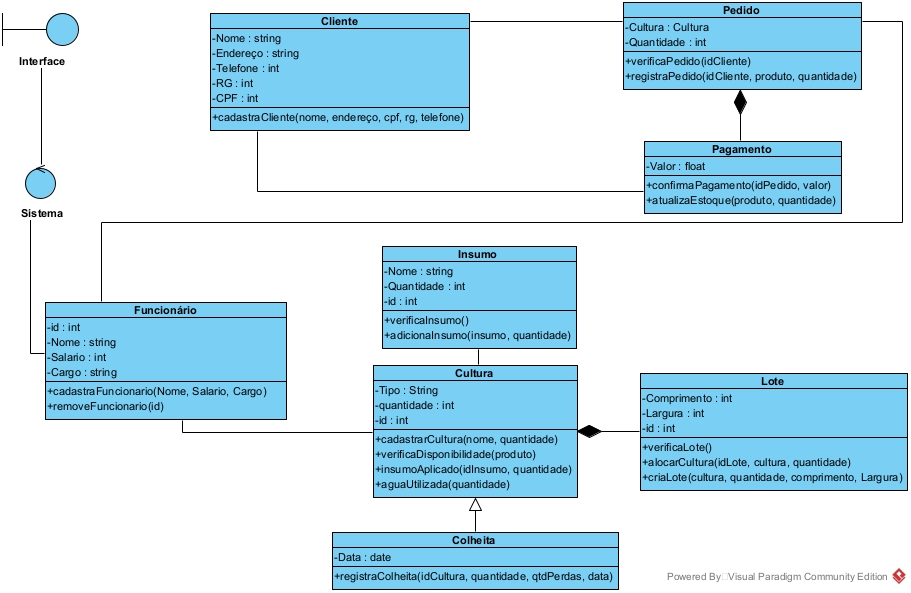 Interface
Sistema
Cliente
-Nome : string
-Endereço : string
-Telefone : int
-RG : int
-CPF : int
+cadastraCliente(nome, endereço, cpf, rg, telefone)
Pedido
-Cultura : Cultura
-Quantidade : int
+verificaPedido(idCliente)
+registraPedido(idCliente, produto, quantidade)
Pagamento
-Valor : float
+confirmaPagamento(idPedido, valor)
+atualizaEstoque(produto, quantidade)
Insumo
-Nome : string
-Quantidade : int
-id : int
+verificaInsumo()
+adicionaInsumo(insumo, quantidade)
Funcionário
-id : int
-Nome : string
-Salario : int
-Cargo : string
+cadastraFuncionario(Nome, Salario, Cargo)
+removeFuncionario(id)
Cultura
-Tipo : String
-quantidade : int
-id : int
+cadastrarCultura(nome, quantidade)
+verificaDisponibilidade(produto)
+insumoAplicado(idInsumo, quantidade)
+aguaUtilizada(quantidade)
Lote
-Comprimento : int
-Largura : int
-id : int
+verificaLote()
+alocarCultura(idLote, cultura, quantidade)
+criaLote(cultura, quantidade, comprimento, Largura)
Colheita
-Data : date
+registraColheita(idCultura, quantidade, qtdPerdas, data)
Powered By Visual Paradigm Community Edition